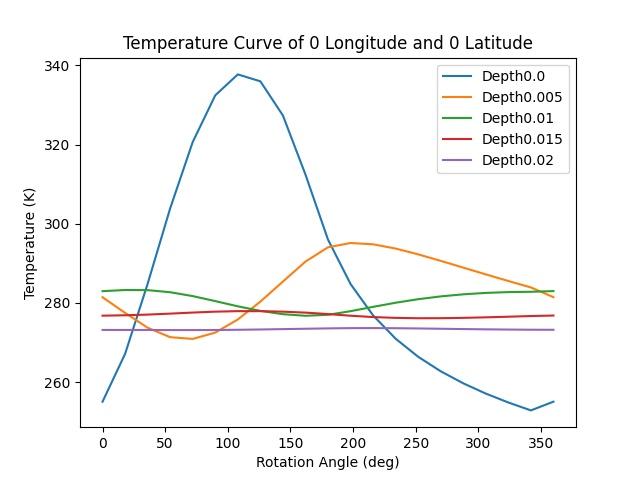 Temperature Curve of 0 Longitude and 0 Latitude
340
320
300
280
260
Temperature (K)
Depth0.0
Depth0.005
Depth0.01
Depth0.015
Depth0.02
0 50 100 150 200 250 300 350
Rotation Angle (deg)